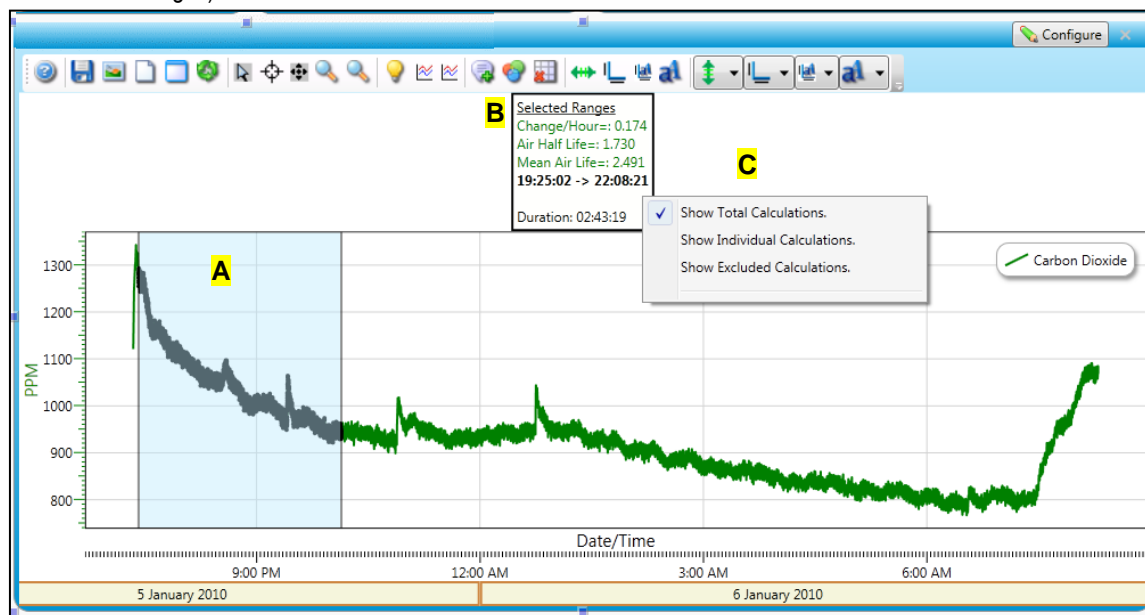 Configure
B
Selected Ranges
Change/Hour=: 0.174
Air Half Life=: 1.730
Mean Air Life=: 2.491
19:25:02 -> 22:08:21
Duration: 02:43:19
C
Show Total Calculations.
Show Individual Calculations.
Show Excluded Calculations.
A
Carbon Dioxide
1300
1200
1100
1000
900
800
PPM
Date/Time
9:00 PM
12:00 AM
3:00 AM
6:00 AM
5 January 2010
6 January 2010